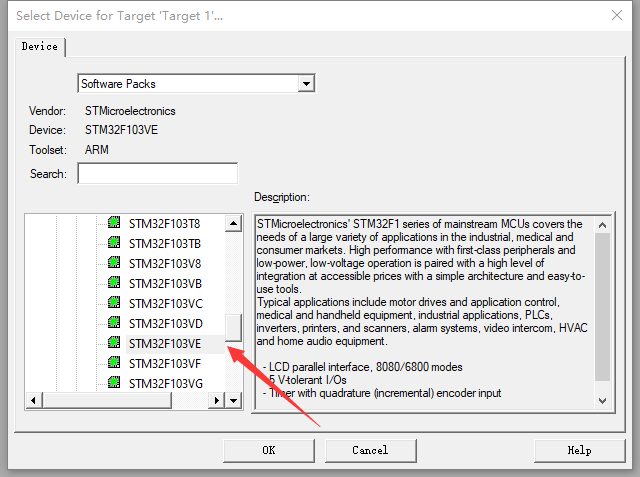 Select Device for Target 'Target 1'...
Device
Software Packs
Vendor: STMicroelectronics
Device: STM32F103VE
Toolset: ARM
Search:
STM32F103T8
STM32F103TB
STM32F103V8
STM32F103VB
STM32F103VC
STM32F103VD
STM32F103VE
STM32F103VF
STM32F103VG
Description:
STMicroelectronics' STM32F1 series of mainstream MCUs covers the
needs of a large variety of applications in the industrial, medical and
consumer markets. High performance with first-class peripherals and
low-power, low-voltage operation is paired with a high level of
integration at accessible prices with a simple architecture and easy-to-
use tools.
Typical applications include motor drives and application control,
medical and handheld equipment, industrial applications, PLCs,
inverters, printers, and scanners, alarm systems, video intercom, HVAC
and home audio equipment.
- LCD parallel interface, 8080/6800 modes
- 5 V-tolerant I/Os
- Timer with quadrature (incremental) encoder input
OK
Cancel
Help